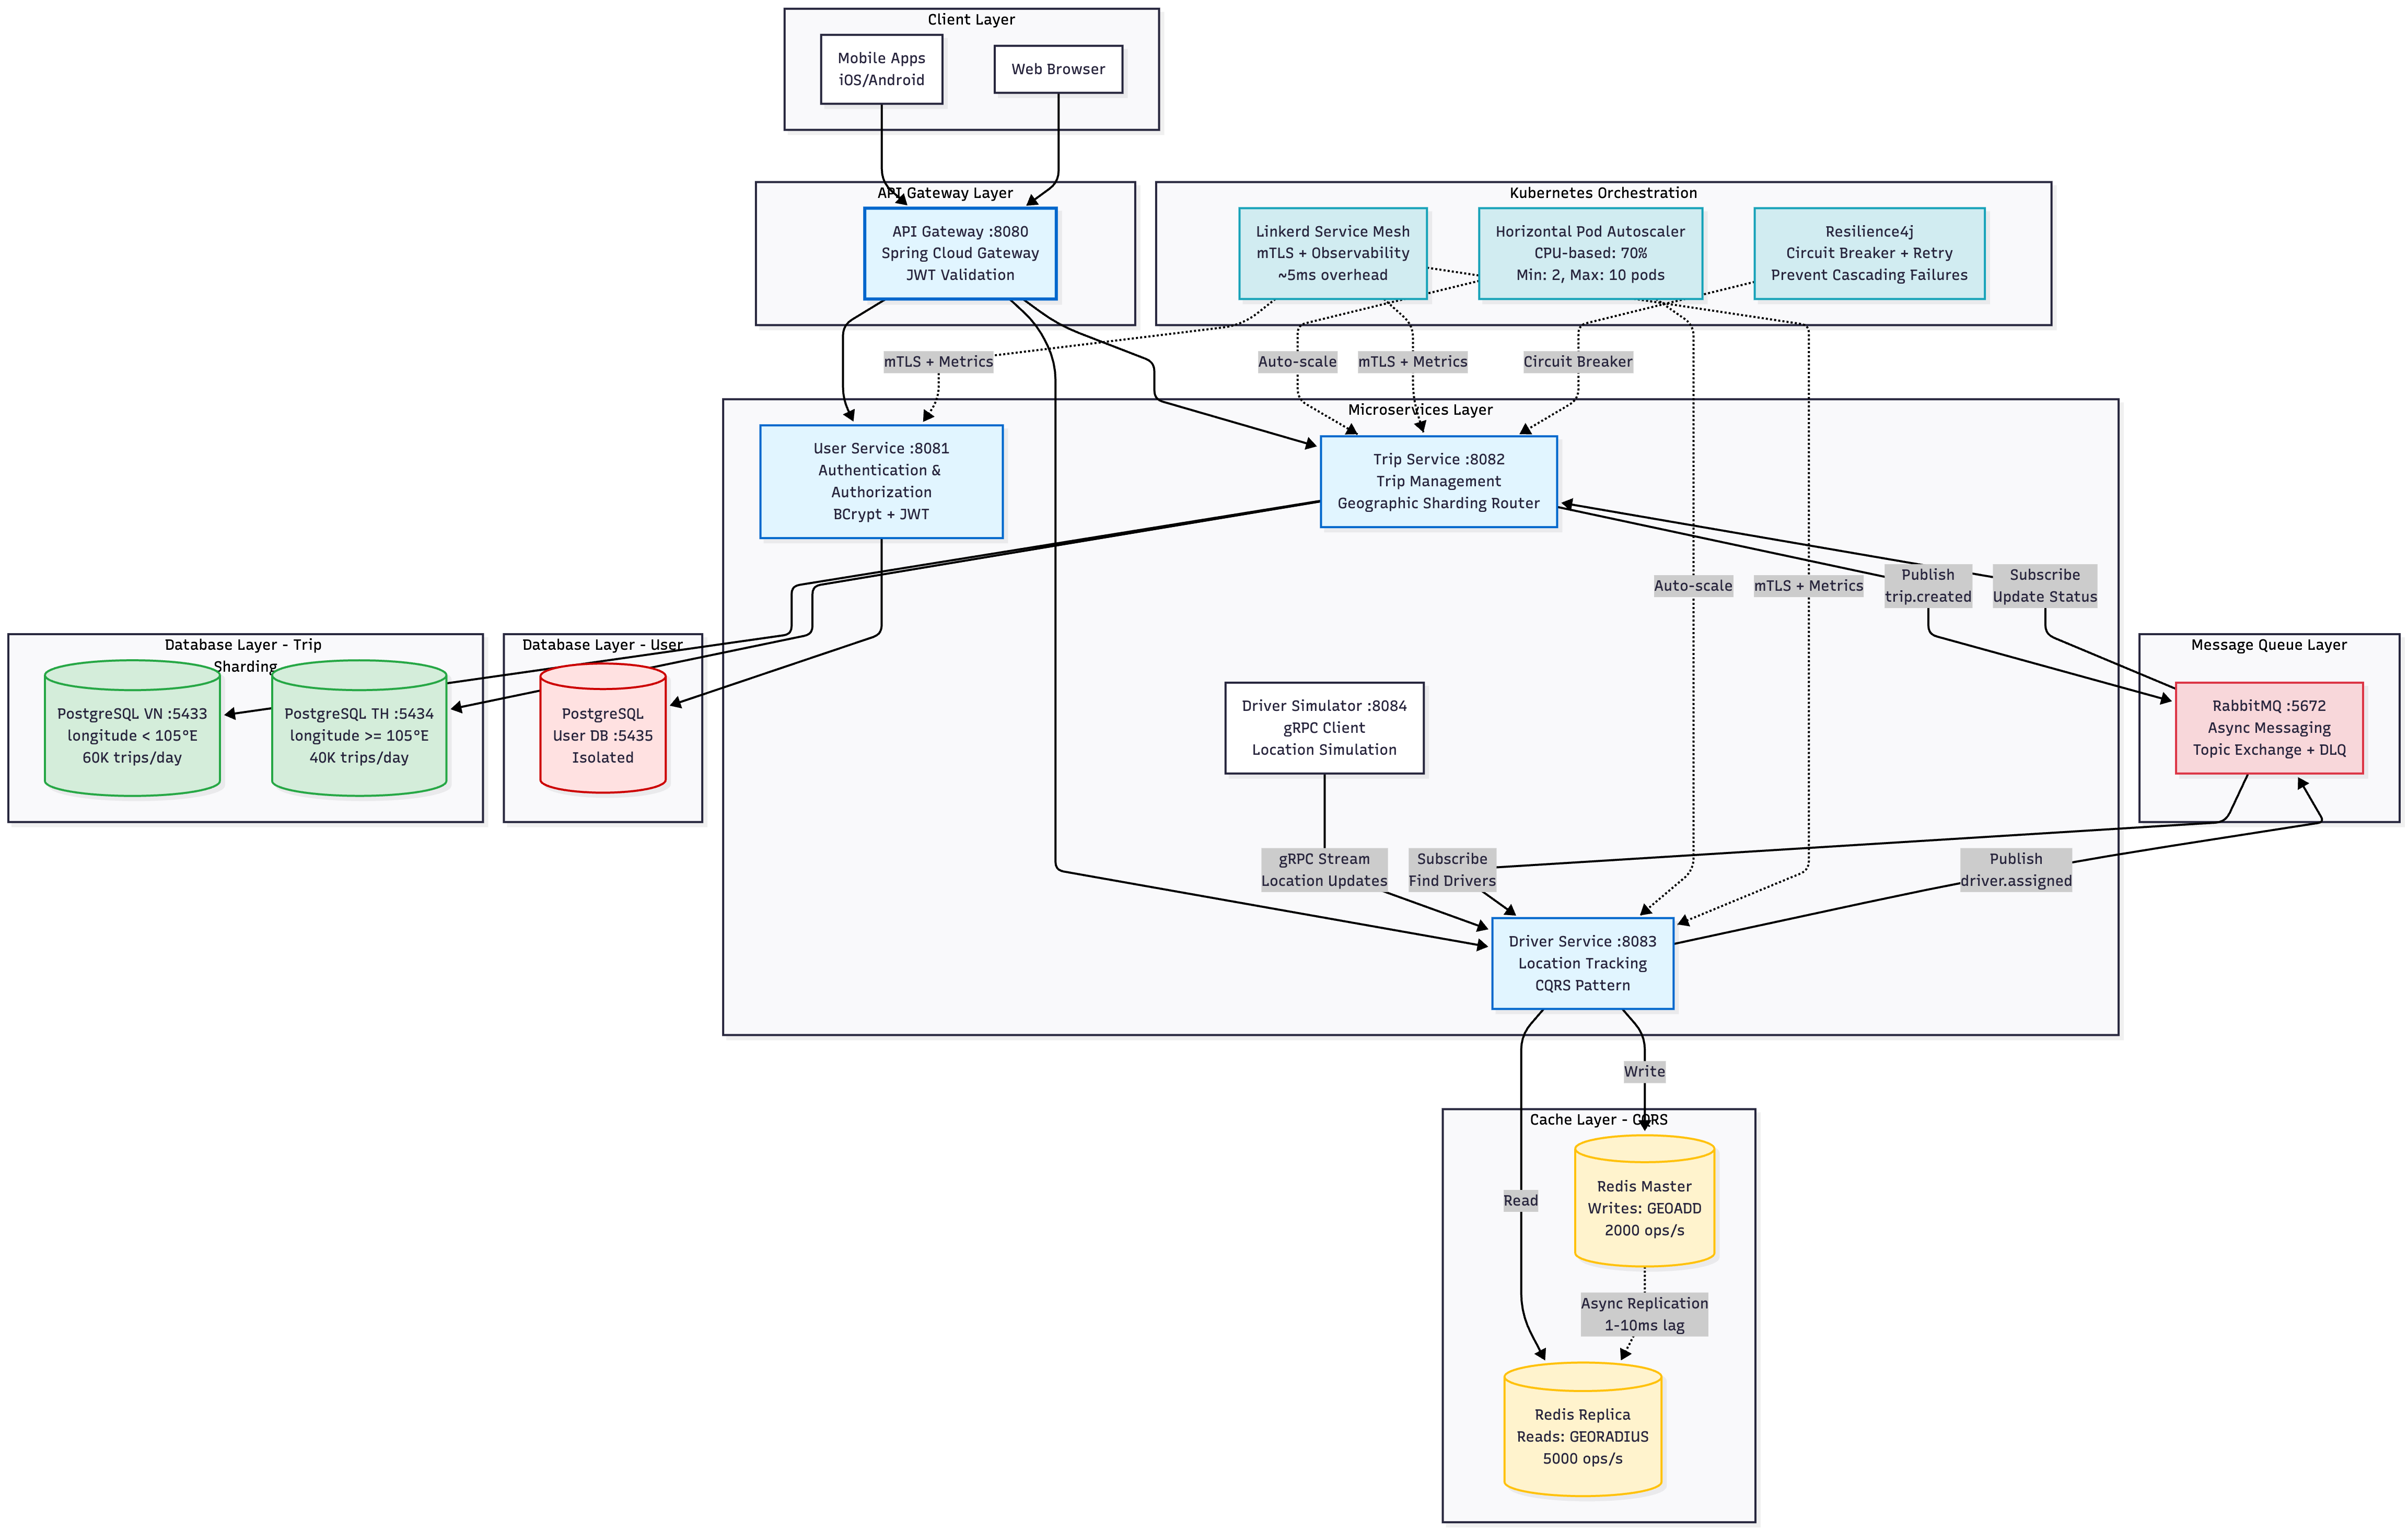 Client Layer
Mobile Apps
iOS/Android
Web Browser
API Gateway Layer
API Gateway :8080
Spring Cloud Gateway
JWT Validation
Kubernetes Orchestration
Linkerd Service Mesh
mTLS + Observability
~5ms overhead
Horizontal Pod Autoscaler
CPU-based: 70%
Min: 2, Max: 10 pods
Resilience4j
Circuit Breaker + Retry
Prevent Cascading Failures
mTLS + Metrics
Auto-scale
mTLS + Metrics
Circuit Breaker
Microservices Layer
User Service :8081
Authentication &
Authorization
BCrypt + JWT
Trip Service :8082
Trip Management
Geographic Sharding Router
Auto-scale
mTLS + Metrics
Publish
trip.created
Subscribe
Update Status
Database Layer - Trip
Sharding
PostgreSQL VN :5433
longitude < 105°E
60K trips/day
PostgreSQL TH :5434
longitude >= 105°E
40K trips/day
Database Layer - User
PostgreSQL
User DB :5435
Isolated
Driver Simulator :8084
gRPC Client
Location Simulation
Message Queue Layer
RabbitMQ :5672
Async Messaging
Topic Exchange + DLQ
gRPC Stream
Location Updates
Subscribe
Find Drivers
Publish
driver.assigned
Driver Service :8083
Location Tracking
CQRS Pattern
Write
Read
Cache Layer - CQRS
Redis Master
Writes: GEOADD
2000 ops/s
Async Replication
1-10ms lag
Redis Replica
Reads: GEORADIUS
5000 ops/s